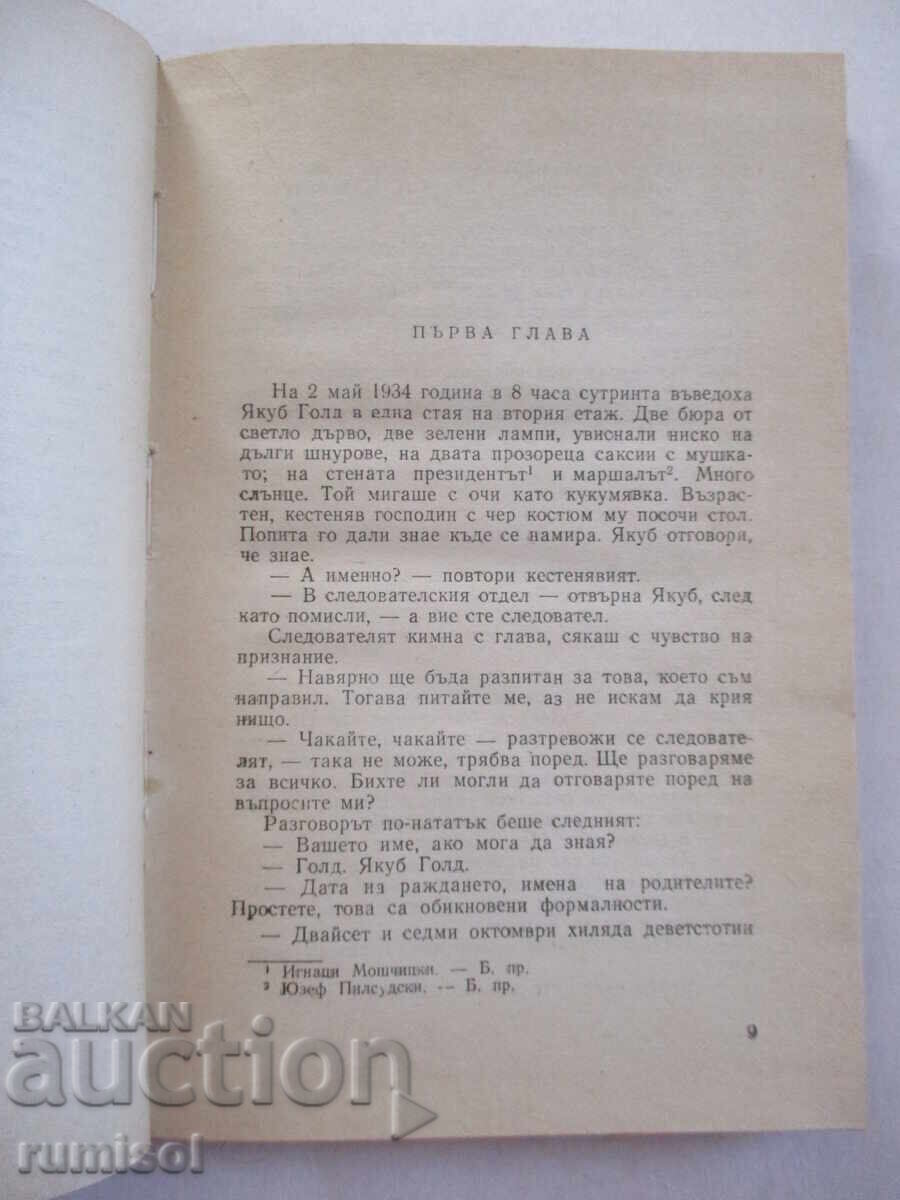 ПЪРВА ГЛАВА
На 2 май 1934 година в 8 часа сутринта въведоха
Якуб Голд в една стая на втория етаж. Две бюра от
светло дърво, две зелени лампи, увиснали ниско на
дълги шнурове, на двата прозореца саксии с мушка-
то; на стената президентът¹ и маршалът². Много
слънце. Той мигаше с очи като кукумявка. Възрас-
тен, кестеняв господин с чер костюм му посочи стол.
Попита го дали знае къде се намира. Якуб отговори,
че знае.
— А именно? — повтори кестенявият.
— В следователския отдел — отвърна Якуб, след
като помисли, — а вие сте следовател.
Следователят кимна с глава, сякаш с чувство на
признание.
— Навярно ще бъда разпитан за това, което съм
направил. Тогава питайте ме, аз не искам да крия
нищо.
— Чакайте, чакайте — разтревожи се следовате-
лят, — така не може, трябва поред. Ще разговаряме
за всичко. Бихте ли могли да отговаряте поред на
въпросите ми?
Разговорът по-нататък беше следният:
— Вашето име, ако мога да зная?
— Голд. Якуб Голд.
— Дата на раждането, имена на родителите?
Простете, това са обикновени формалности.
— Двайсет и седми октомври хиляда деветстотин
¹ Игнаци Мошчицки. — Б. пр.
² Юзеф Пилсудски. — Б. пр.
9
BALKAN
auction
rumisol